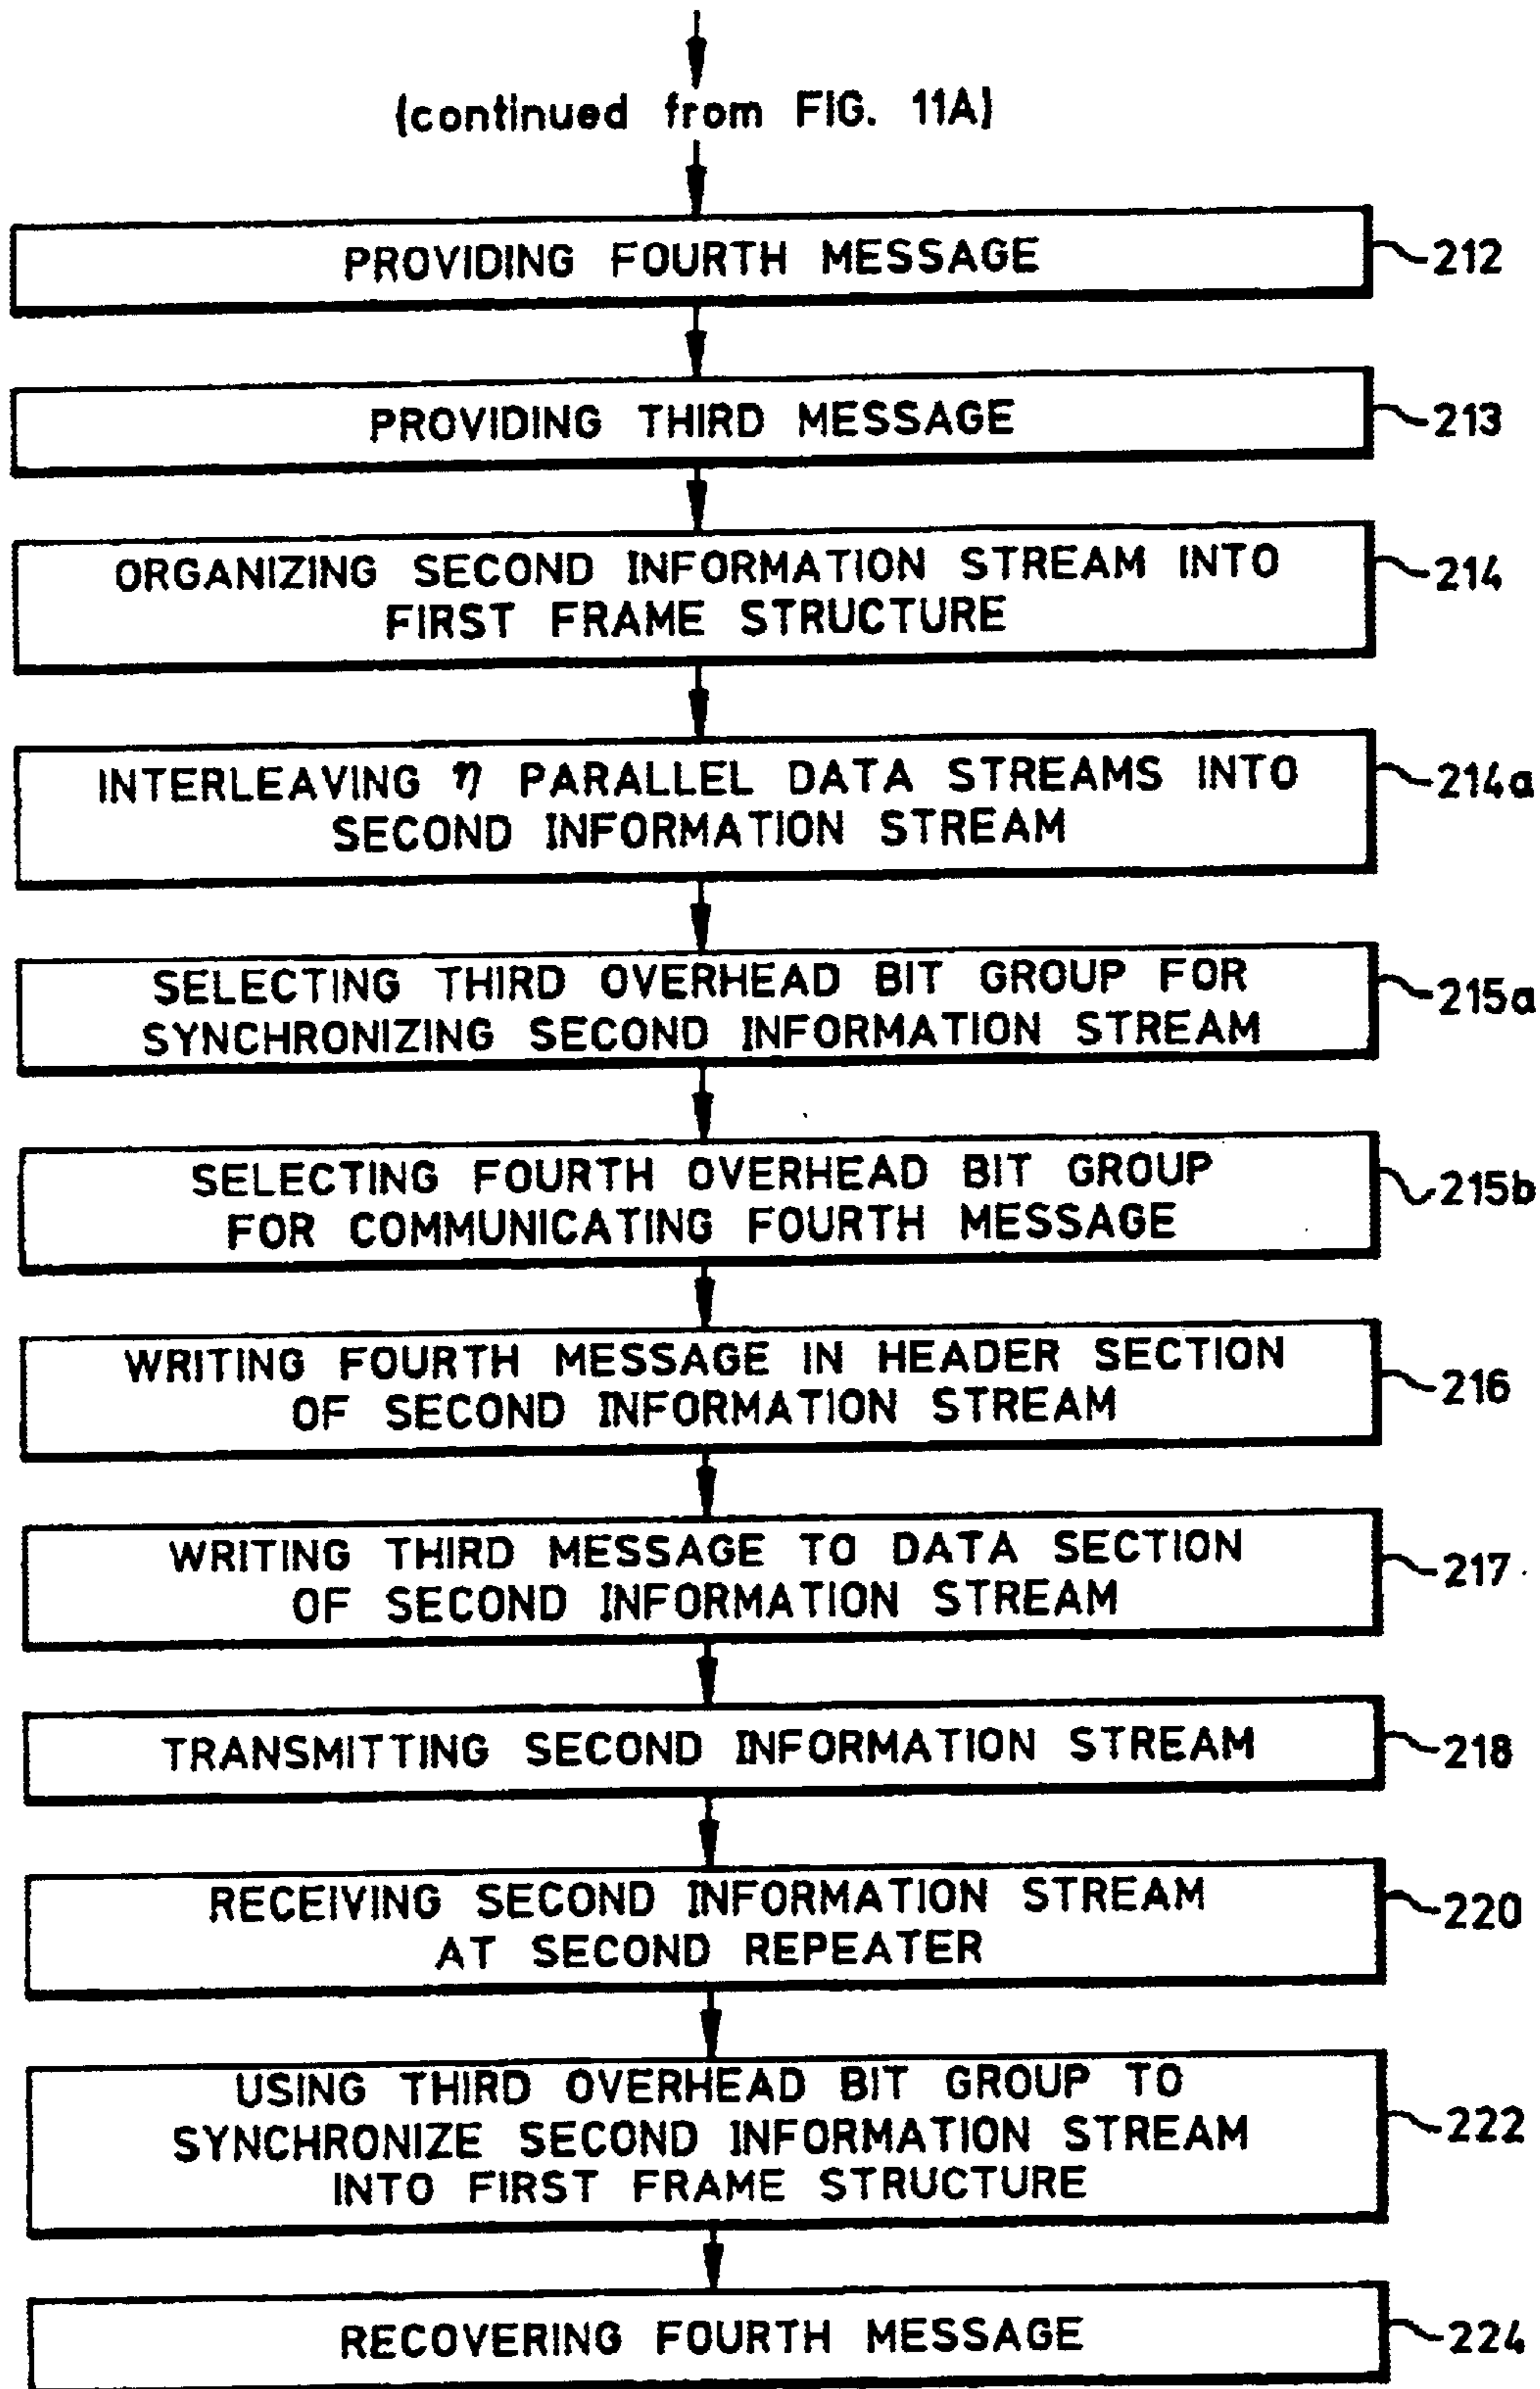 (continued from FIG. 11A)
PROVIDING FOURTH MESSAGE 212
PROVIDING THIRD MESSAGE 213
ORGANIZING SECOND INFORMATION STREAM INTO 214
FIRST FRAME STRUCTURE
INTERLEAVING η PARALLEL DATA STREAMS INTO 214a
SECOND INFORMATION STREAM
SELECTING THIRD OVERHEAD BIT GROUP FOR 215a
SYNCHRONIZING SECOND INFORMATION STREAM
SELECTING FOURTH OVERHEAD BIT GROUP 215b
FOR COMMUNICATING FOURTH MESSAGE
WRITING FOURTH MESSAGE IN HEADER SECTION 216
OF SECOND INFORMATION STREAM
WRITING THIRD MESSAGE TO DATA SECTION 217
OF SECOND INFORMATION STREAM
TRANSMITTING SECOND INFORMATION STREAM 218
RECEIVING SECOND INFORMATION STREAM 220
AT SECOND REPEATER
USING THIRD OVERHEAD BIT GROUP TO 222
SYNCHRONIZE SECOND INFORMATION STREAM
INTO FIRST FRAME STRUCTURE
RECOVERING FOURTH MESSAGE 224